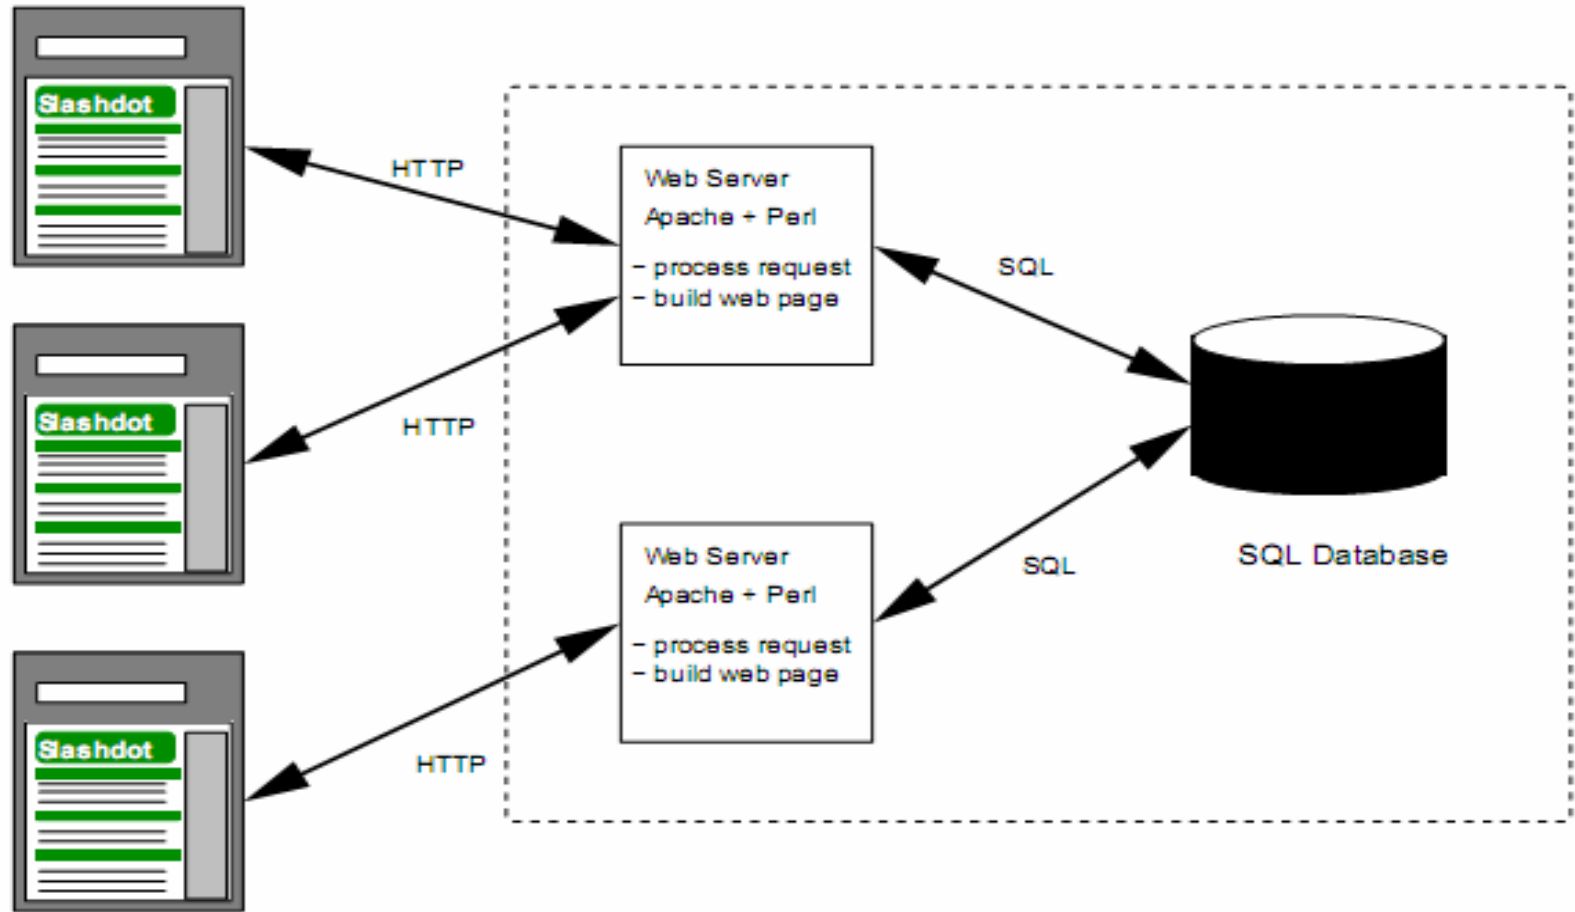 Slashdot
HTTP
Web Server
Apache + Perl
- process request
- build web page
SQL
Slashdot
HTTP
SQL Database
Web Server
Apache + Perl
- process request
- build web page
SQL
Slashdot
HTTP